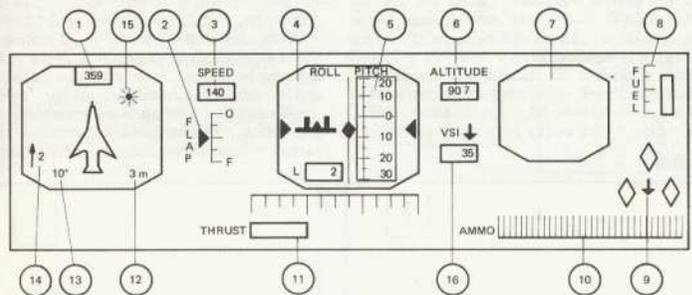 1 15 2 3 4 5 6 7 8
359
SPEED
140
FLAP
O
F
ROLL PITCH
20
10
0
10
20
30
L 2
ALTITUDE
90 7
VSI
35
FUEL
2
10° 3 m
THRUST
AMMO
14 13 12 11 16 10 9